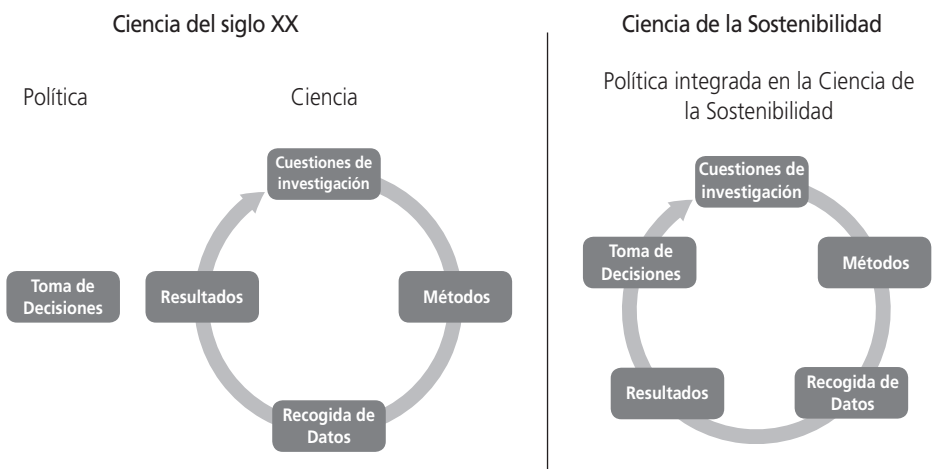 Ciencia del siglo XX
Política
Ciencia
Cuestiones de
investigación
Toma de
Decisiones
Resultados
Métodos
Recogida de
Datos
Ciencia de la Sostenibilidad
Política integrada en la Ciencia de
la Sostenibilidad
Cuestiones de
investigación
Toma de
Decisiones
Métodos
Resultados
Recogida de
Datos